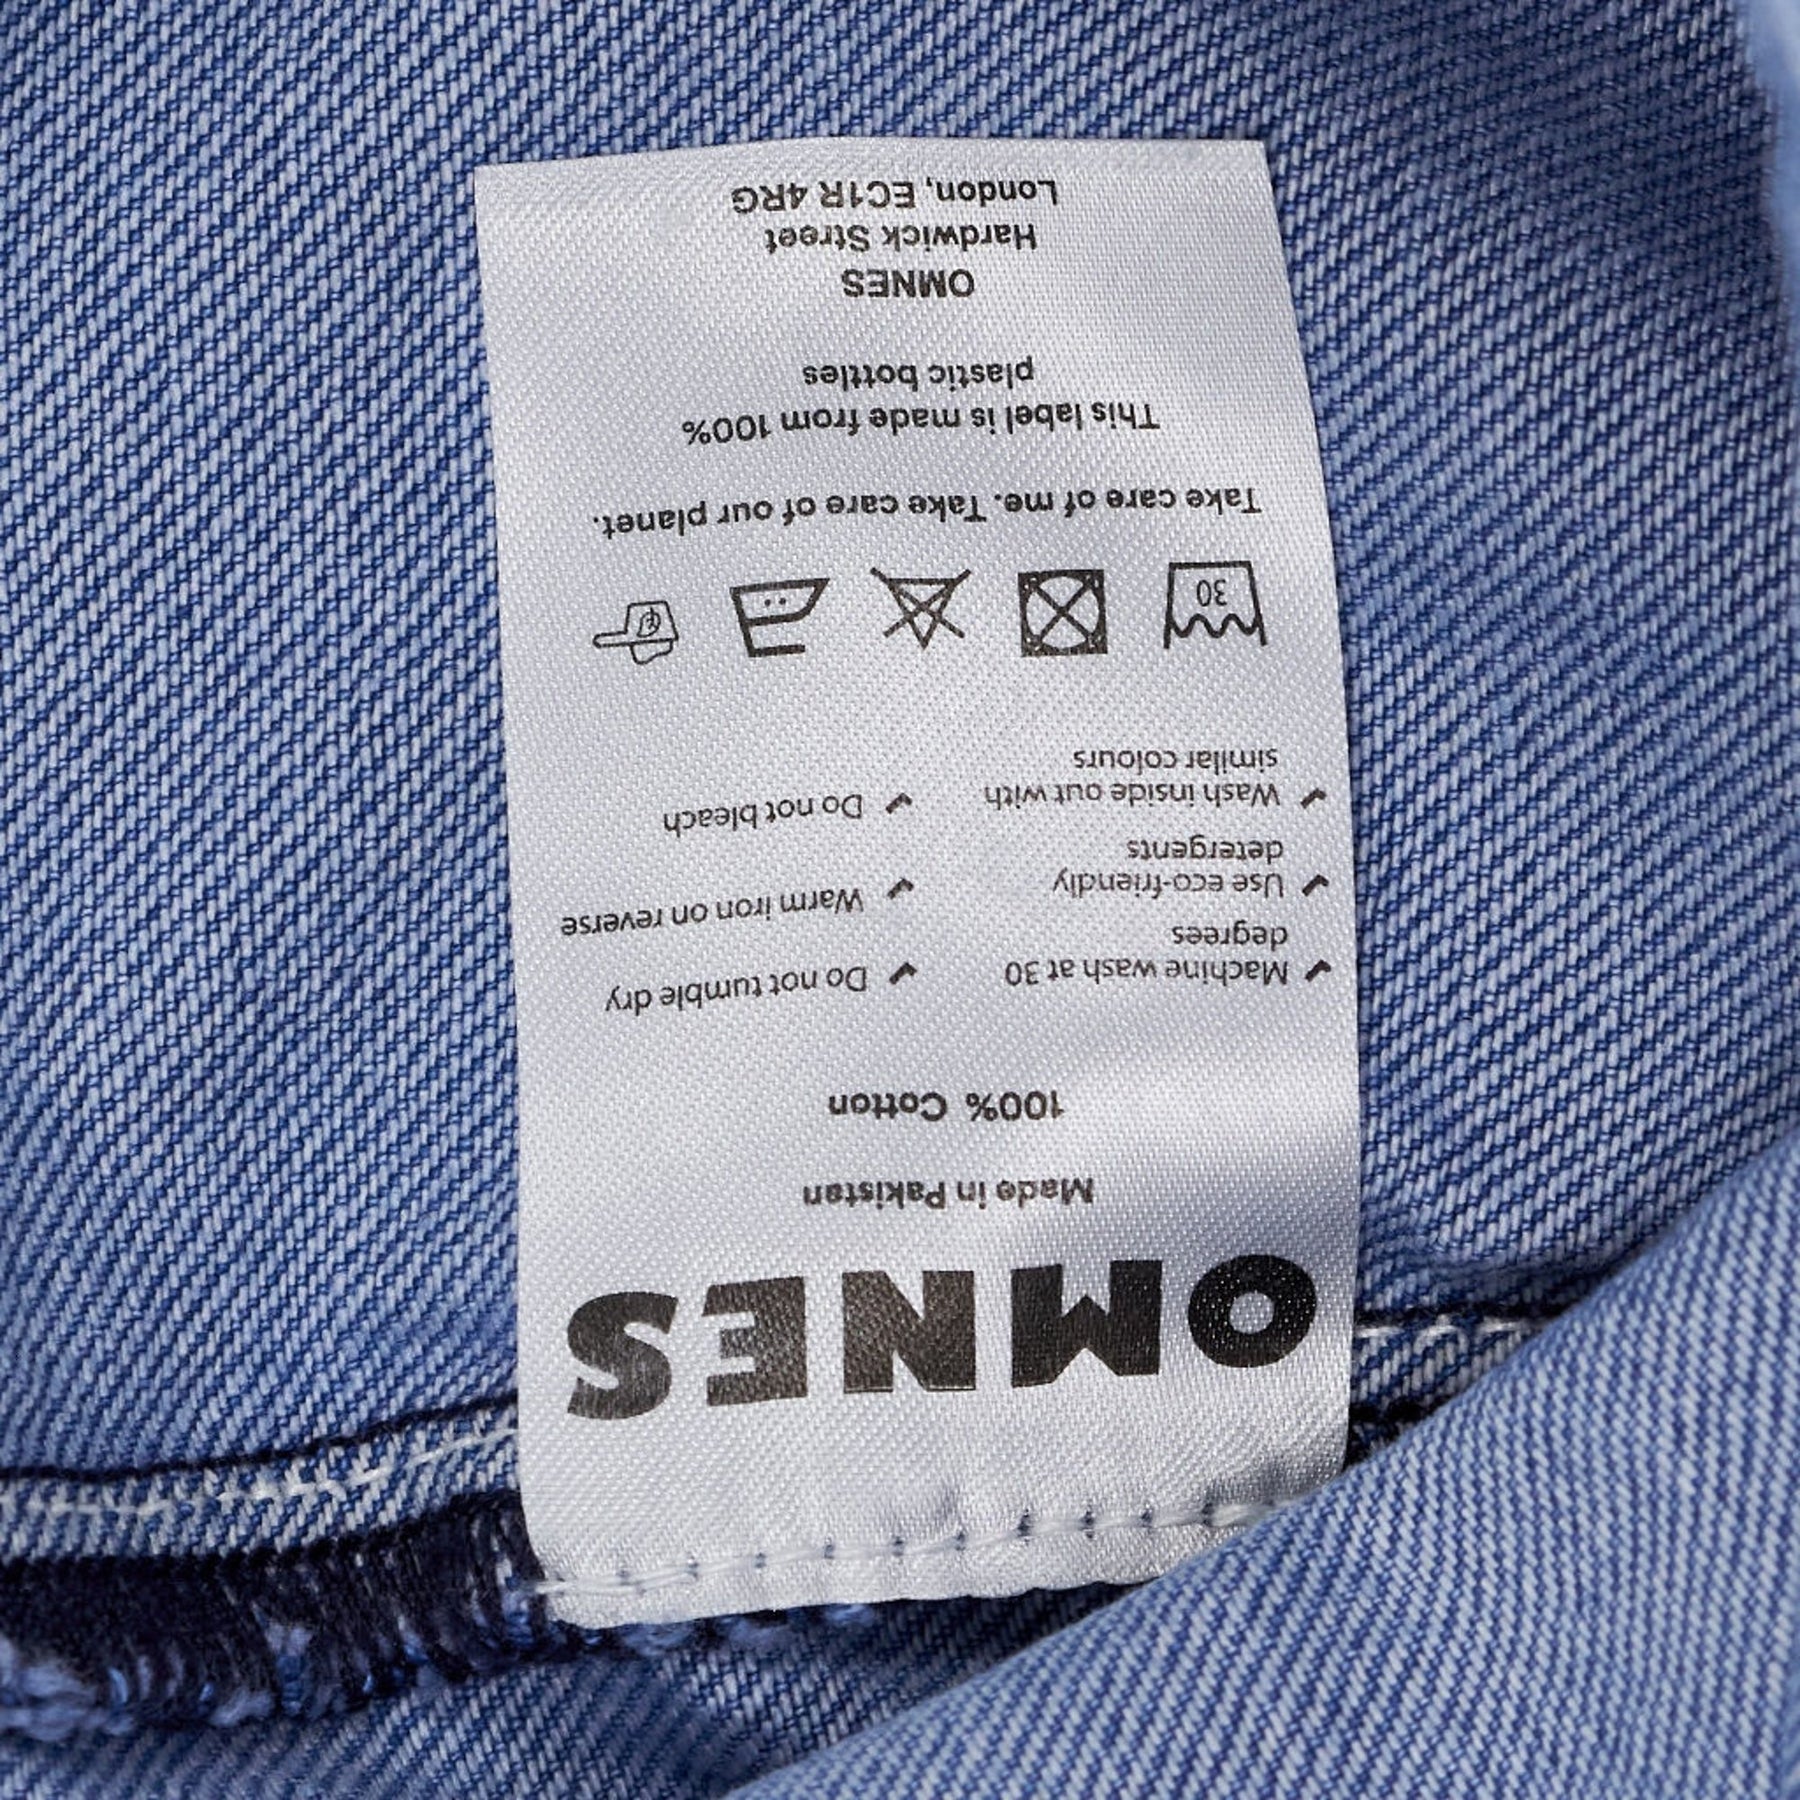 OMNES
Made in Pakistan
100% Cotton
✓ Machine wash at 30
degrees
✓ Use eco-friendly
detergents
✓ Wash inside out with
similar colours
✓ Do not tumble dry
✓ Warm iron on reverse
✓ Do not bleach
30
Take care of me. Take care of our planet.
This label is made from 100%
plastic bottles
OMNES
Hardwick Street
London, EC1R 4RG